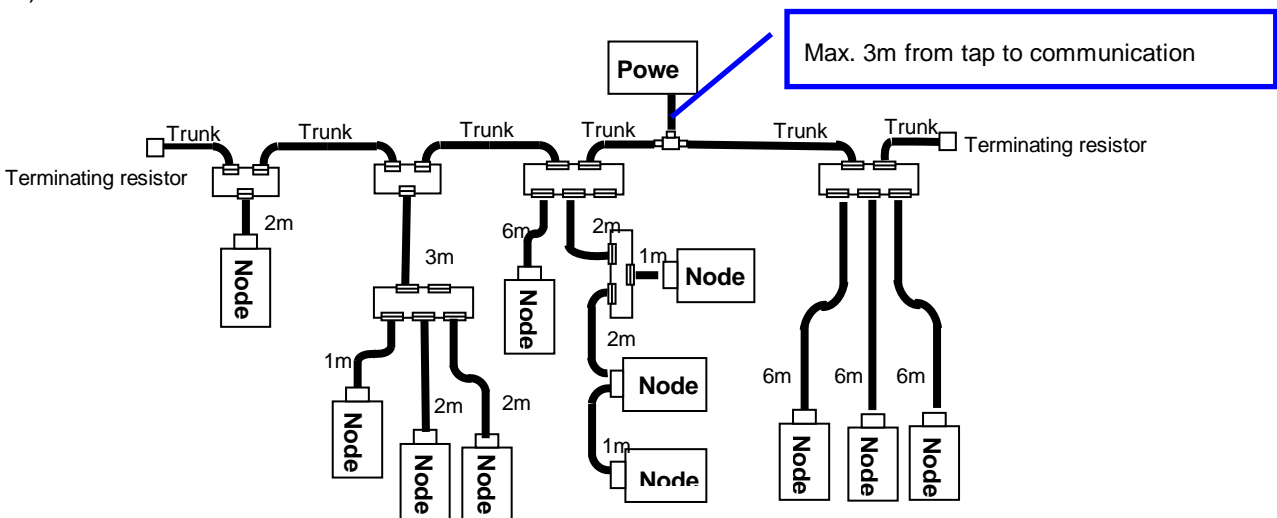 Max. 3m from tap to communication
Powe
Trunk
Trunk
Trunk
Trunk
Trunk
Trunk
Terminating resistor
Terminating resistor
2m
6m
2m
1m
3m
Node
Node
Node
2m
1m
2m
2m
Node
6m
6m
6m
Node
Node
Node
1m
Node
Node
Node
Node